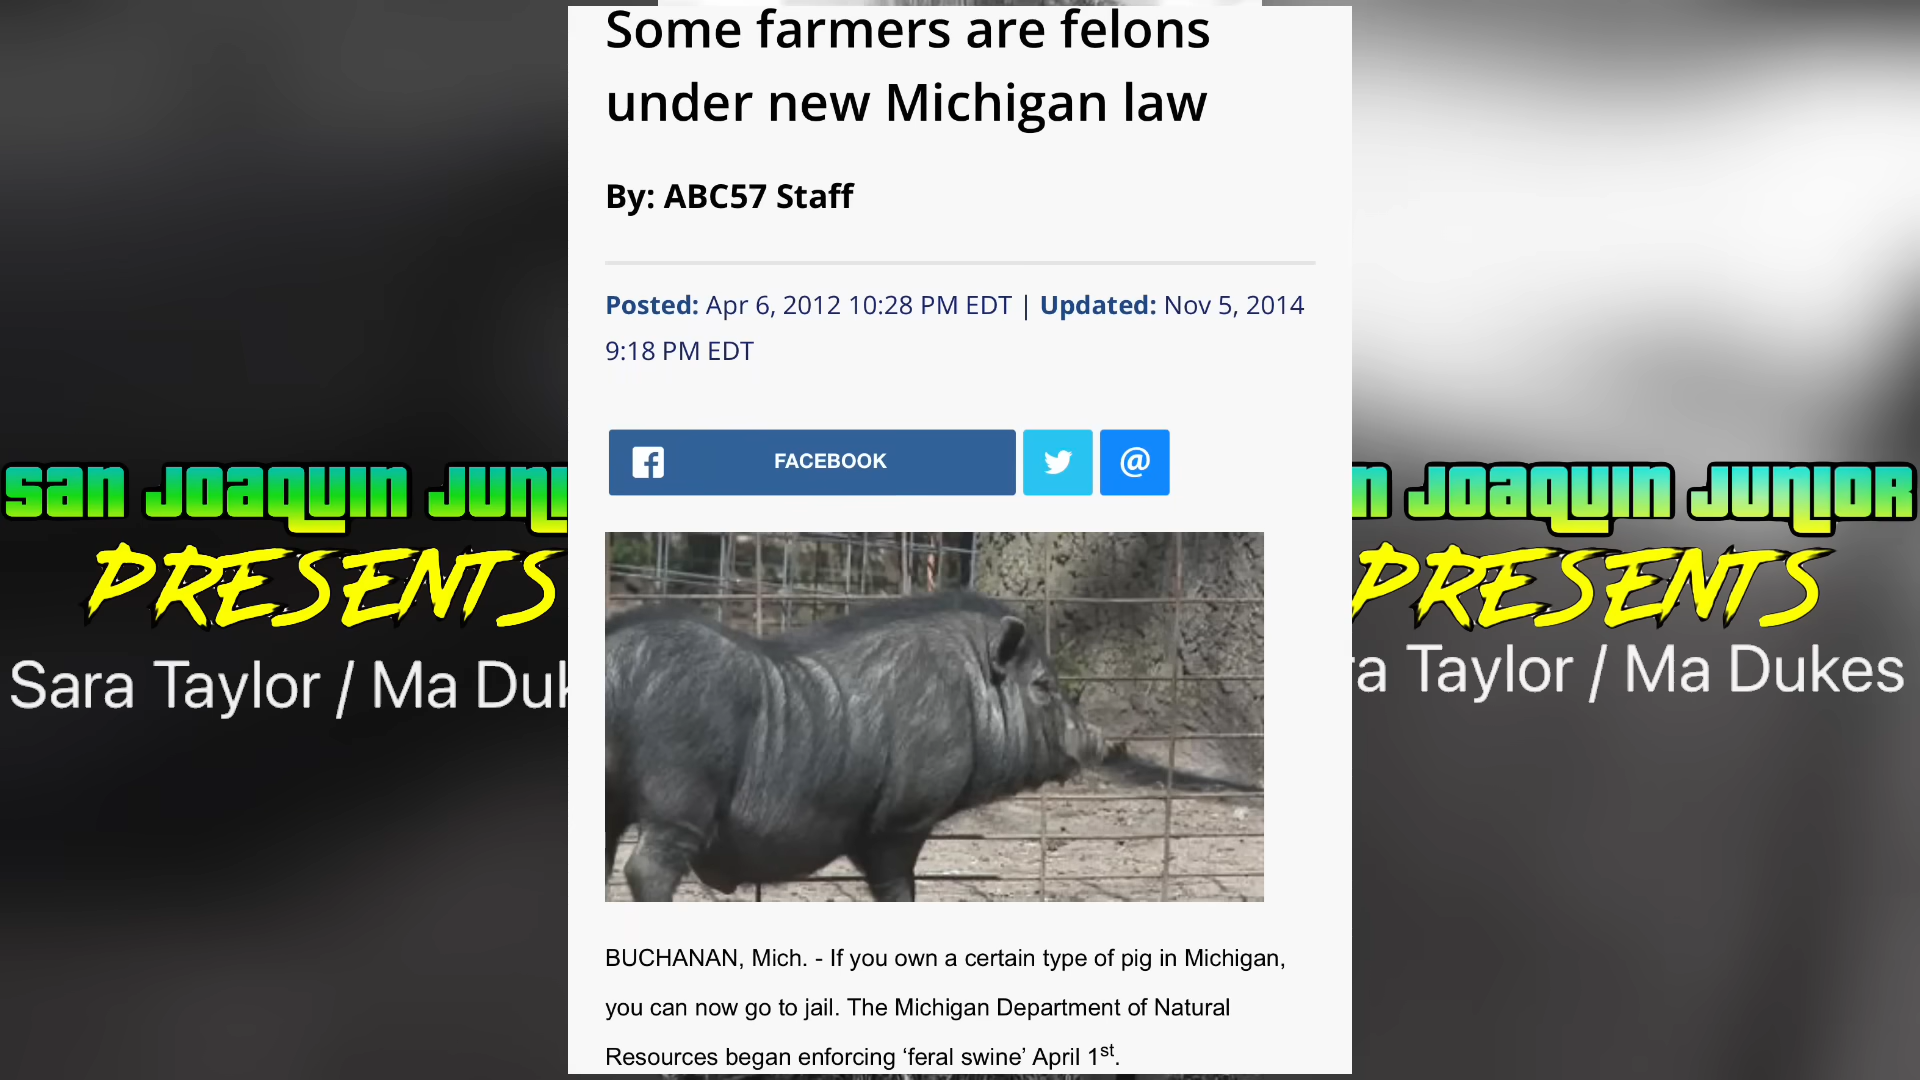 Some farmers are felons
under new Michigan law
By: ABC57 Staff
Posted: Apr 6, 2012 10:28 PM EDT | Updated: Nov 5, 2014
9:18 PM EDT
FACEBOOK
@
BUCHANAN, Mich. - If you own a certain type of pig in Michigan,
you can now go to jail. The Michigan Department of Natural
Resources began enforcing ‘feral swine’ April 1st.
SAN JOAQUIN JUNI
PRESENTS
Sara Taylor / Ma Duk
N JOAQUIN JUNIOR
PRESENTS
ra Taylor / Ma Dukes